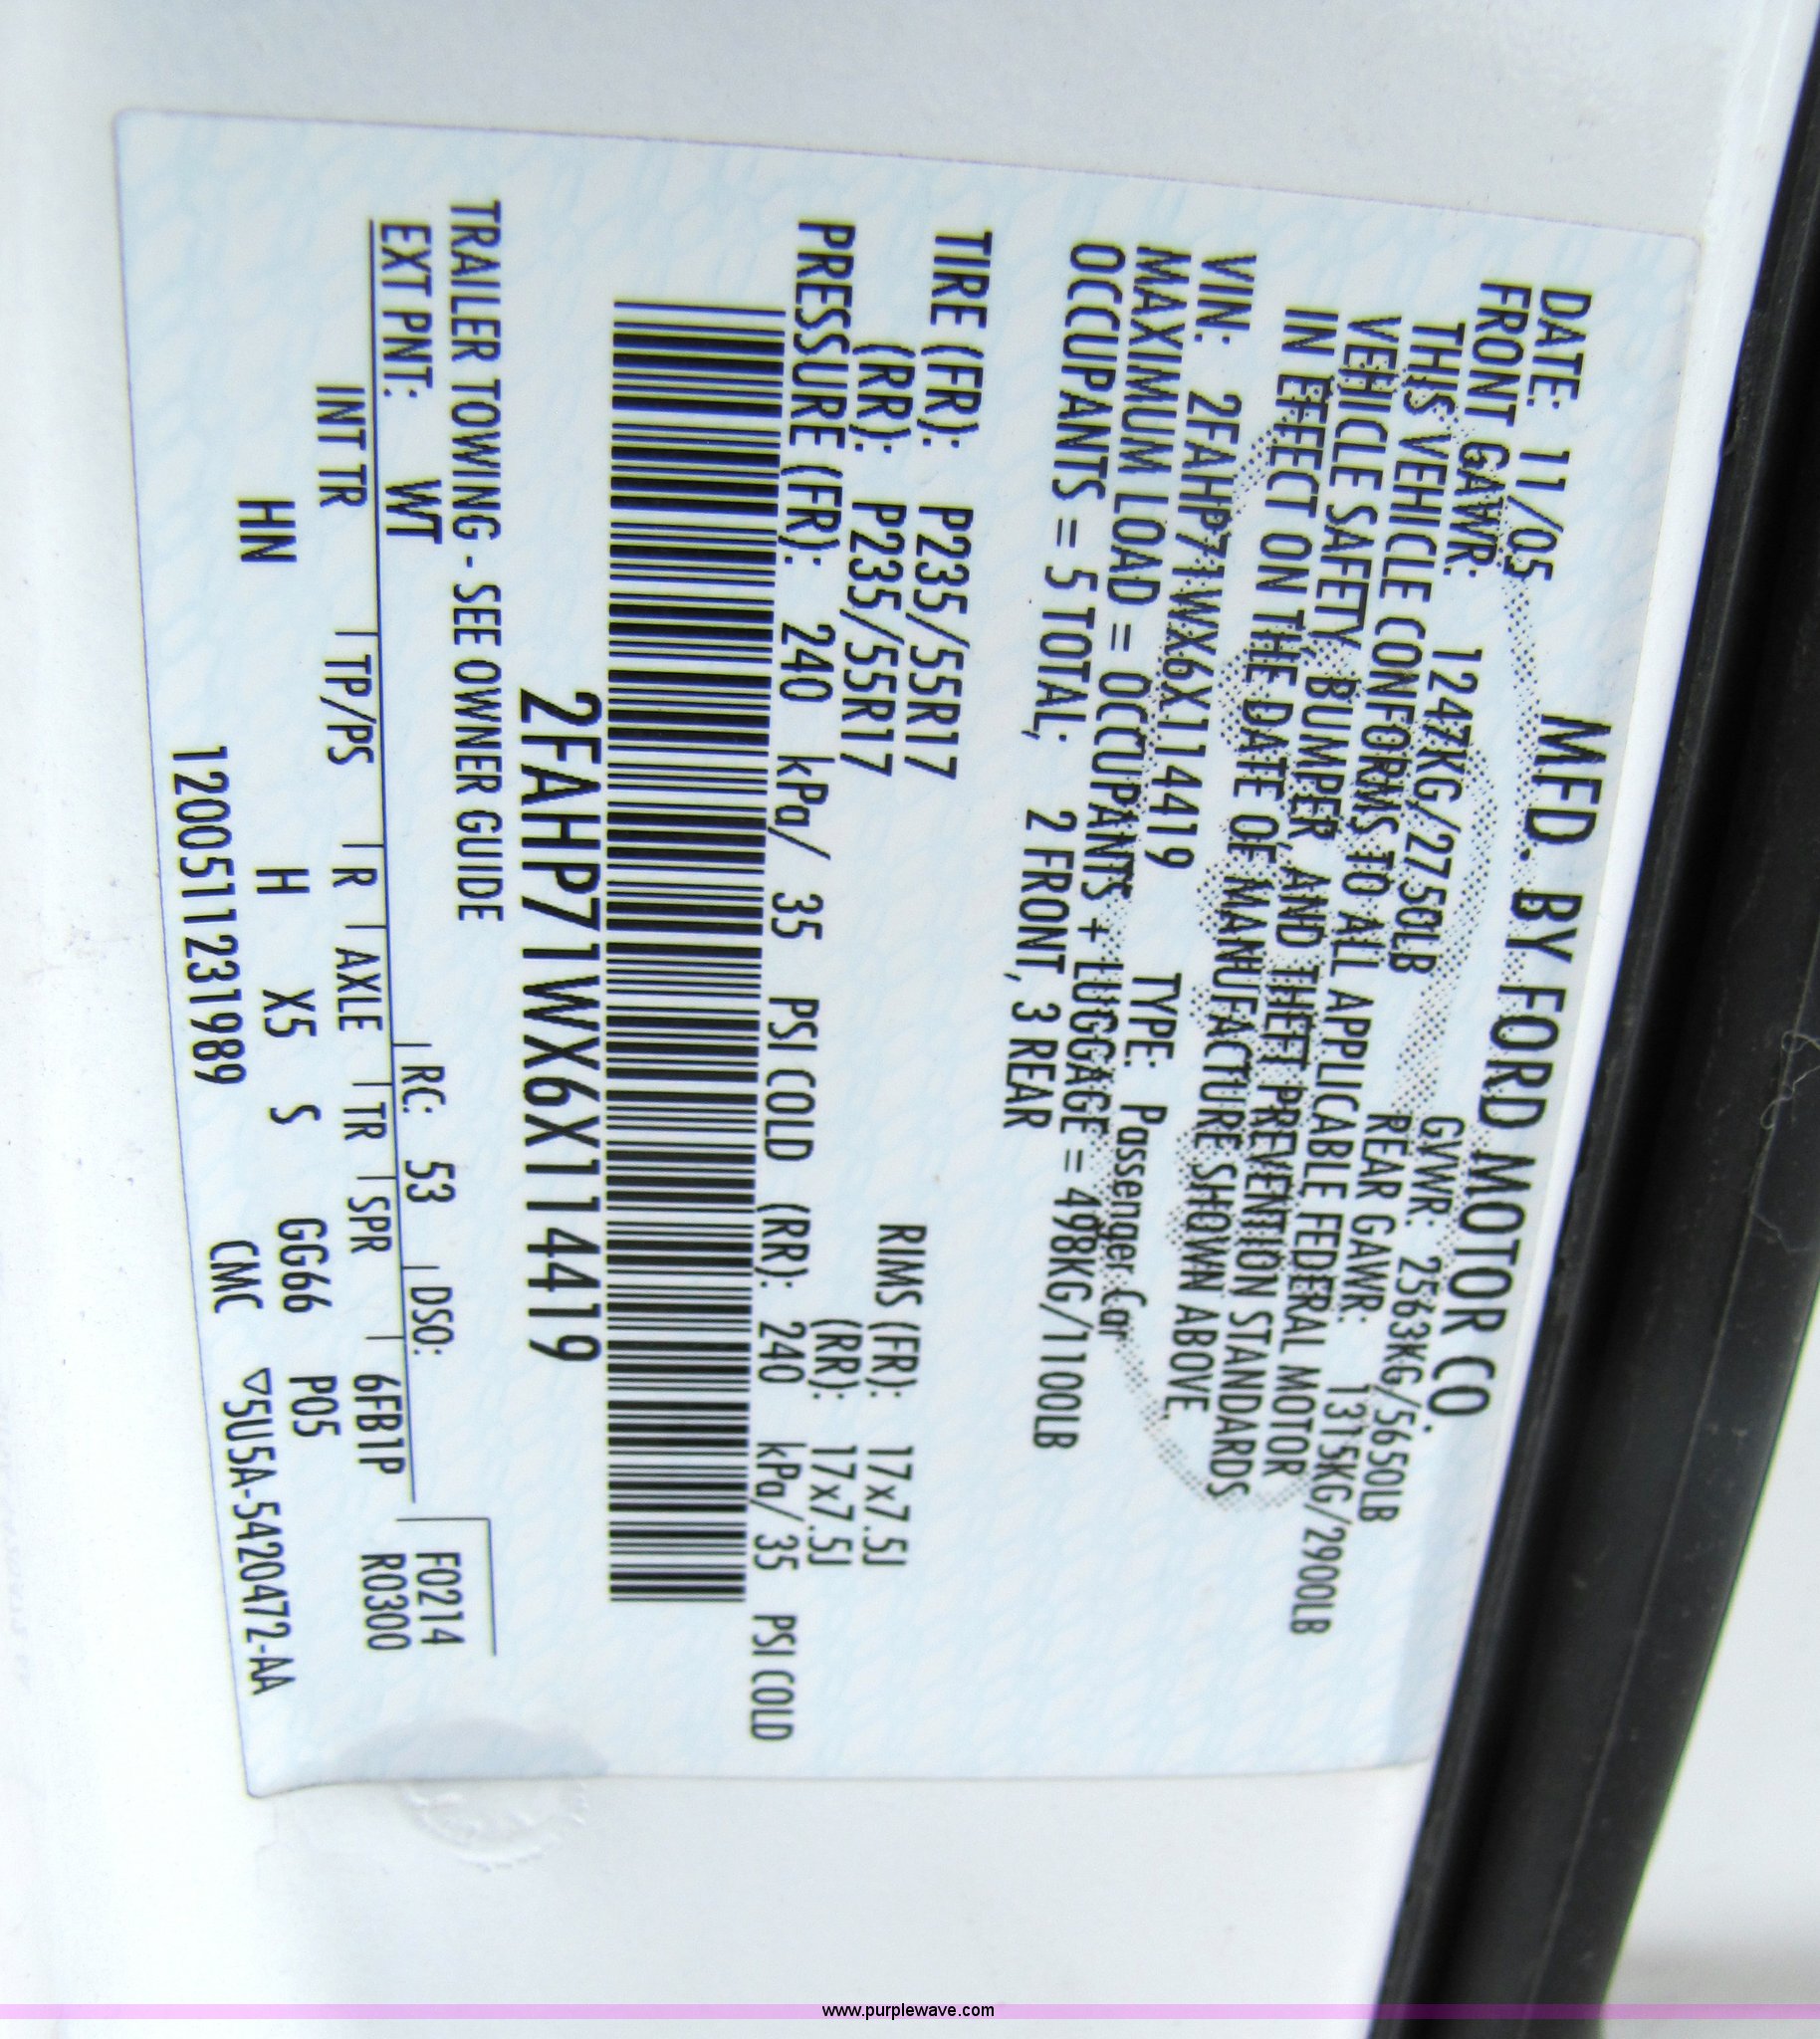 MFD. BY FORD MOTOR CO.
DATE: 11/05 GVWR: 2563KG/5650LB
FRONT GAWR: 1247KG/2750LB REAR GAWR: 1315KG/2900LB
THIS VEHICLE CONFORMS TO ALL APPLICABLE FEDERAL MOTOR
VEHICLE SAFETY, BUMPER, AND THEFT PREVENTION STANDARDS
IN EFFECT ON THE DATE OF MANUFACTURE SHOWN ABOVE.
VIN: 2FAHP71WX6X114419 TYPE: Passenger Car
MAXIMUM LOAD = OCCUPANTS + LUGGAGE = 498KG/1100LB
OCCUPANTS = 5 TOTAL; 2 FRONT, 3 REAR
TIRE (FR): P235/55R17 RIMS (FR): 17x7.5J
(RR): P235/55R17 (RR): 17x7.5J
PRESSURE (FR): 240 kPa/ 35 PSI COLD (RR): 240 kPa/ 35 PSI COLD
2FAHP71WX6X114419
TRAILER TOWING - SEE OWNER GUIDE
F0214
R0300
EXT PNT: WT RC: 53 DSO:
INT TR TP/PS R AXLE TR SPR 6FB1P
HN H X5 S GG66 P05
1200511231989 CMC ▽5U5A-5420472-AA
www.purplewave.com